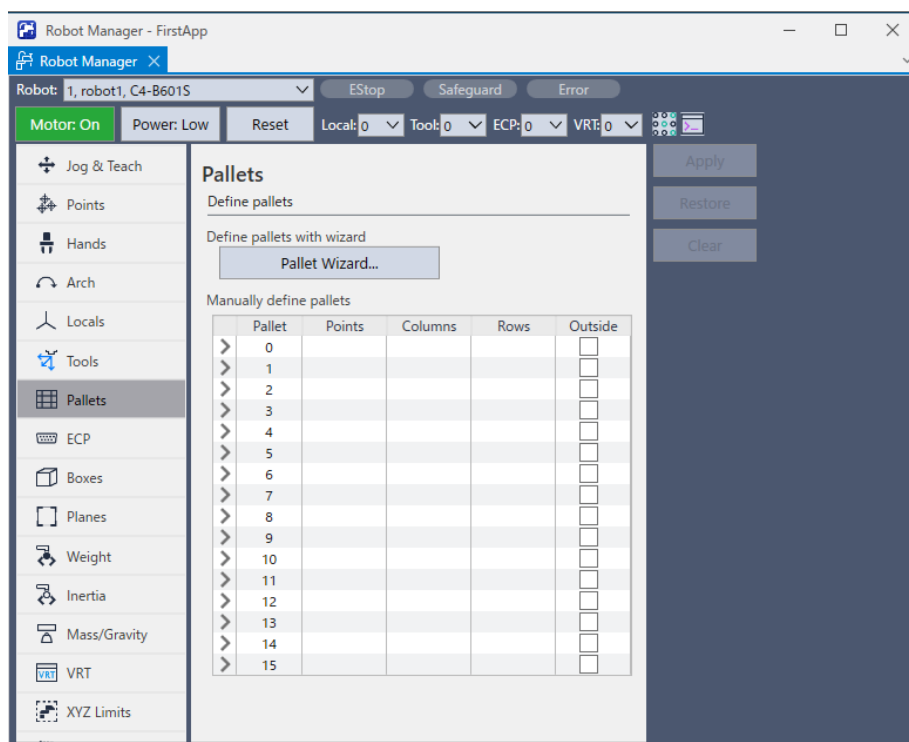 Robot Manager - FirstApp
Robot Manager
Robot: 1, robot1, C4-B601S EStop Safeguard Error
Motor: On Power: Low Reset Local: 0 Tool: 0 ECP: 0 VRT: 0
Jog & Teach
Points
Hands
Arch
Locals
Tools
Pallets
ECP
Boxes
Planes
Weight
Inertia
Mass/Gravity
VRT VRT
XYZ Limits
Pallets
Define pallets
Define pallets with wizard
Pallet Wizard...
Manually define pallets
Pallet Points Columns Rows Outside
0
1
2
3
4
5
6
7
8
9
10
11
12
13
14
15
Apply
Restore
Clear